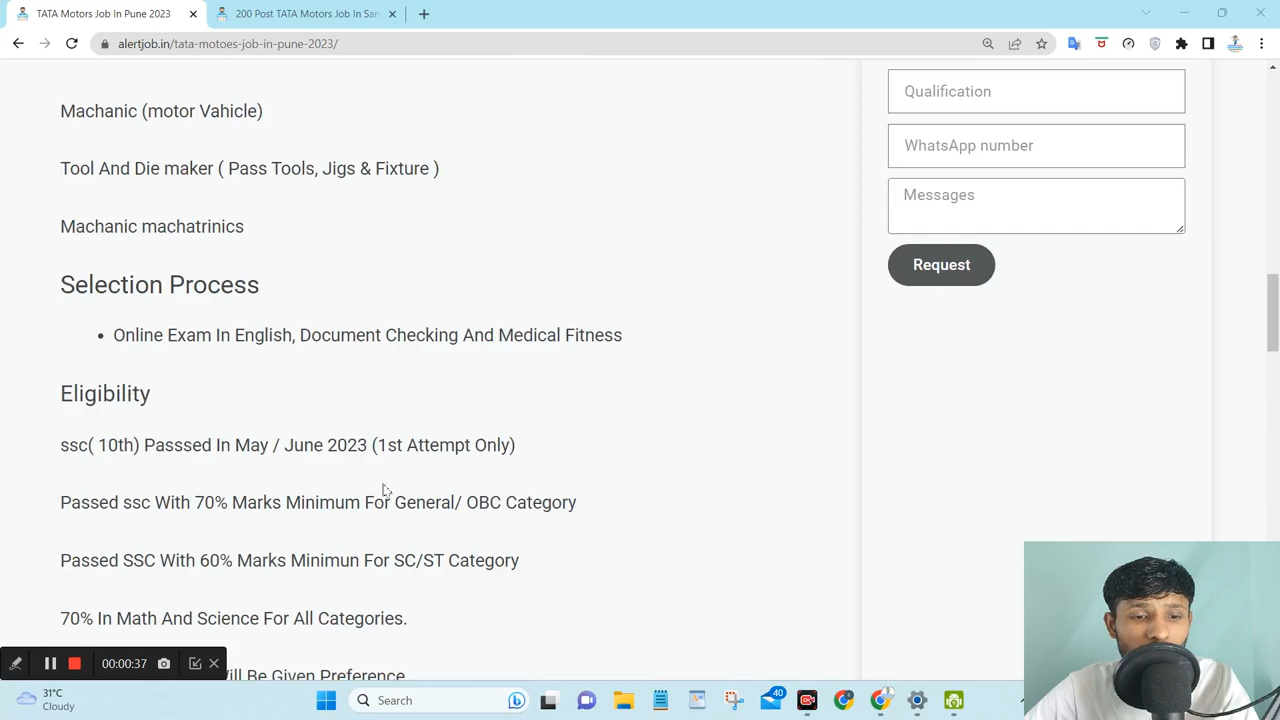 TATA Motors Job In Pune 2023
200 Post TATA Motors Job In San
alertjob.in/tata-motoes-job-in-pune-2023/
Machanic (motor Vahicle)
Tool And Die maker ( Pass Tools, Jigs & Fixture )
Machanic machatrinics
Selection Process
• Online Exam In English, Document Checking And Medical Fitness
Eligibility
ssc( 10th) Passsed In May / June 2023 (1st Attempt Only)
Passed ssc With 70% Marks Minimum For General/ OBC Category
Passed SSC With 60% Marks Minimun For SC/ST Category
70% In Math And Science For All Categories.
Will Be Given Preference
Qualification
WhatsApp number
Messages
Request
00:00:37
31°C
Cloudy
Search
40